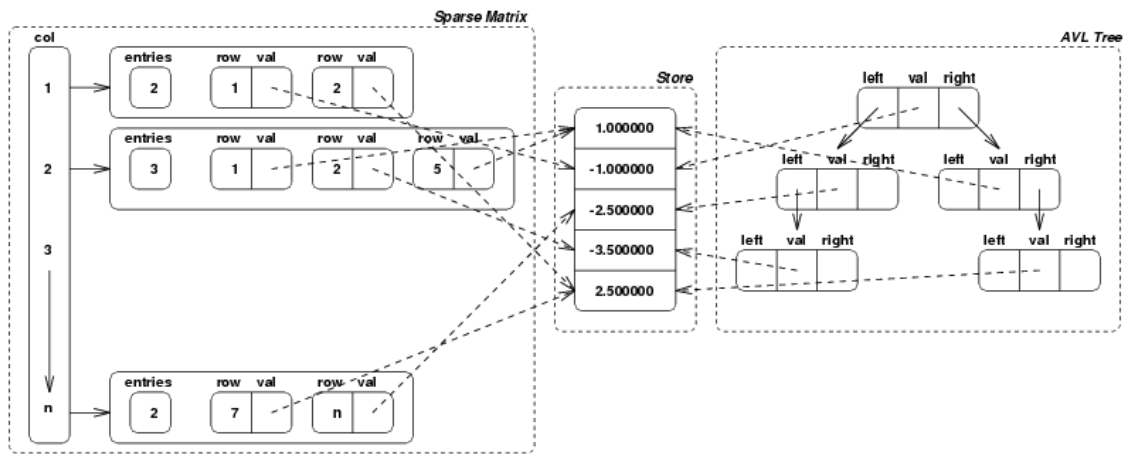 Sparse Matrix
col
entries row val row val
1 2 1 2
entries row val row val row val
2 3 1 2 5
3
entries row val row val
n 2 7 n
Store
1.000000
-1.000000
-2.500000
-3.500000
2.500000
AVL Tree
left val right
left val right left val right
left val right left val right